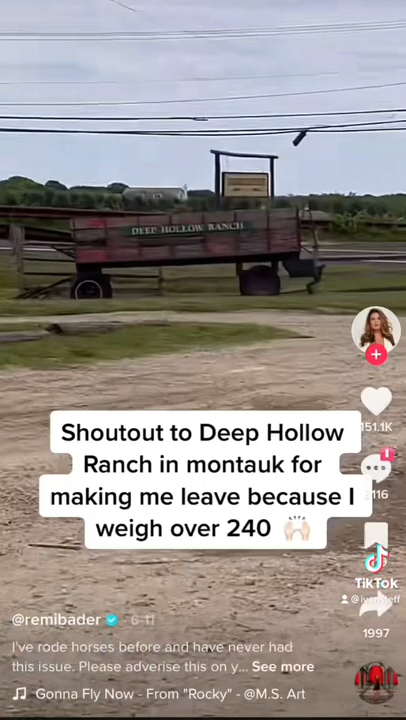 DEEP HOLLOW RANCH
151.1K
Shoutout to Deep Hollow
Ranch in montauk for
making me leave because I
weigh over 240 🙌🏻
116
TikTok
@remibader · 6-11
1997
I've rode horses before and have never had
this issue. Please adverise this on y... See more
Gonna Fly Now - From "Rocky" - @M.S. Art